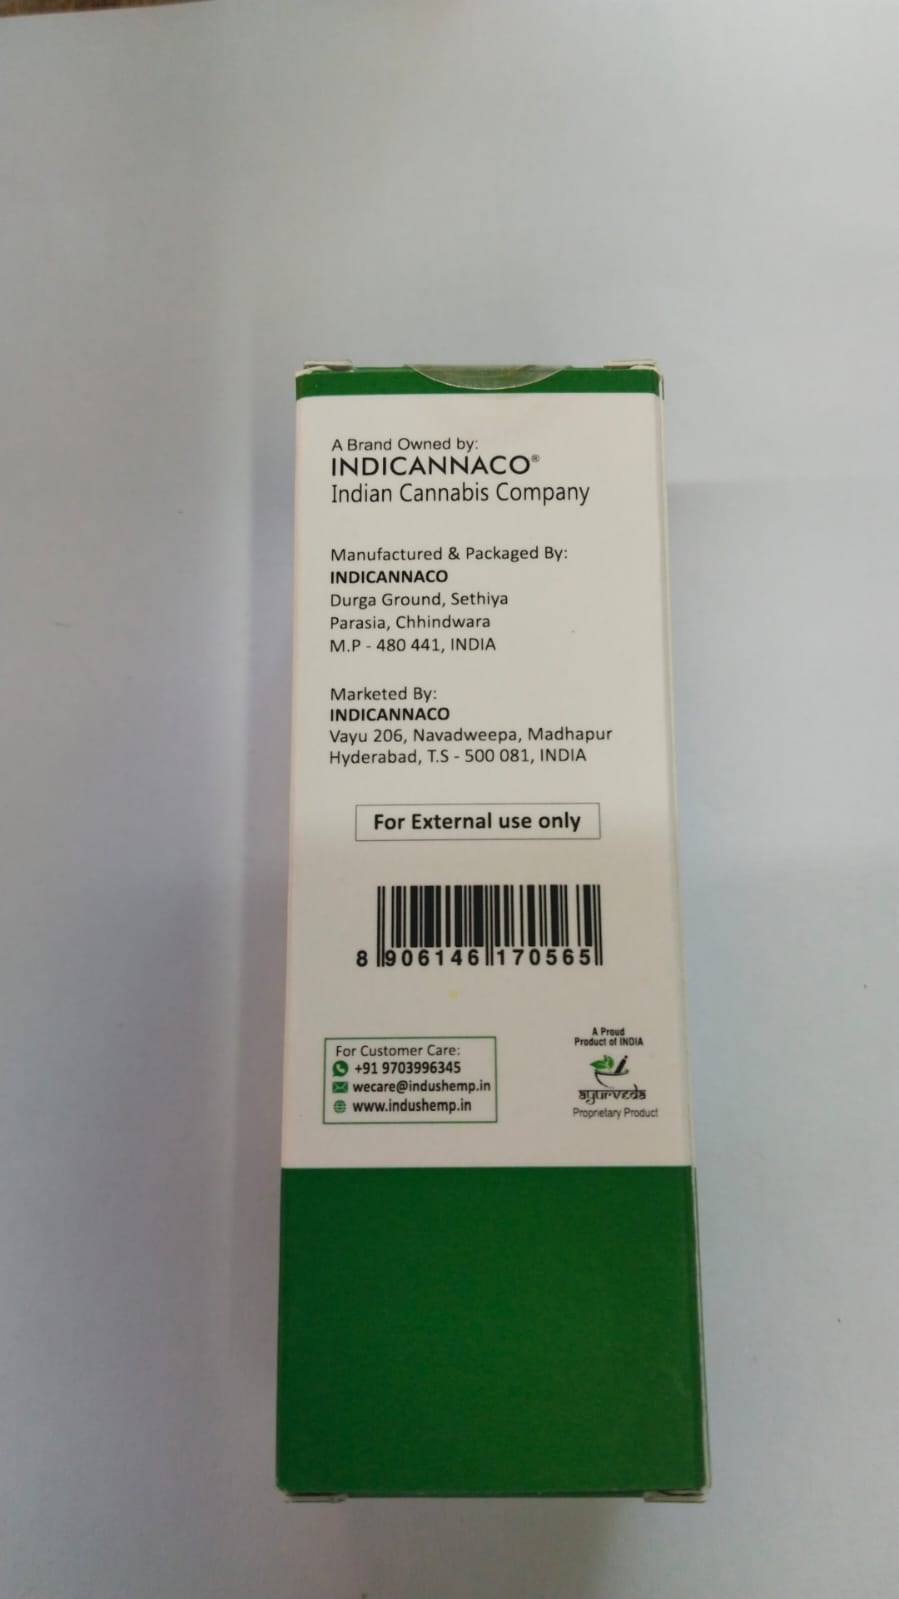 A Brand Owned by:
INDICANNACO®
Indian Cannabis Company
Manufactured & Packaged By:
INDICANNACO
Durga Ground, Sethiya
Parasia, Chhindwara
M.P - 480 441, INDIA
Marketed By:
INDICANNACO
Vayu 206, Navadweepa, Madhapur
Hyderabad, T.S - 500 081, INDIA
For External use only
8 906146 170565
For Customer Care:
+91 9703996345
wecare@indushemp.in
www.indushemp.in
A Proud
Product of INDIA
ayurveda
Proprietary Product